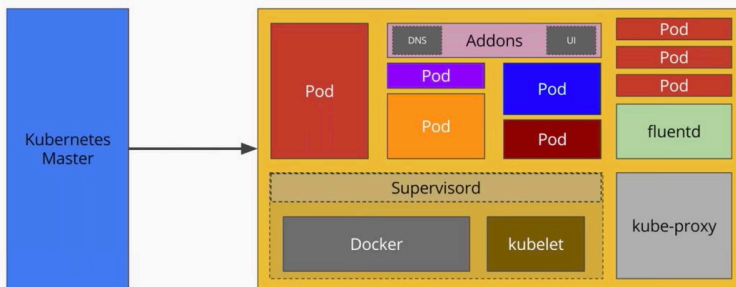 Kubernetes
Master
Pod
DNS
Addons
UI
Pod
Pod
Pod
Pod
Pod
Pod
Pod
fluentd
Supervisord
Docker
kubelet
kube-proxy